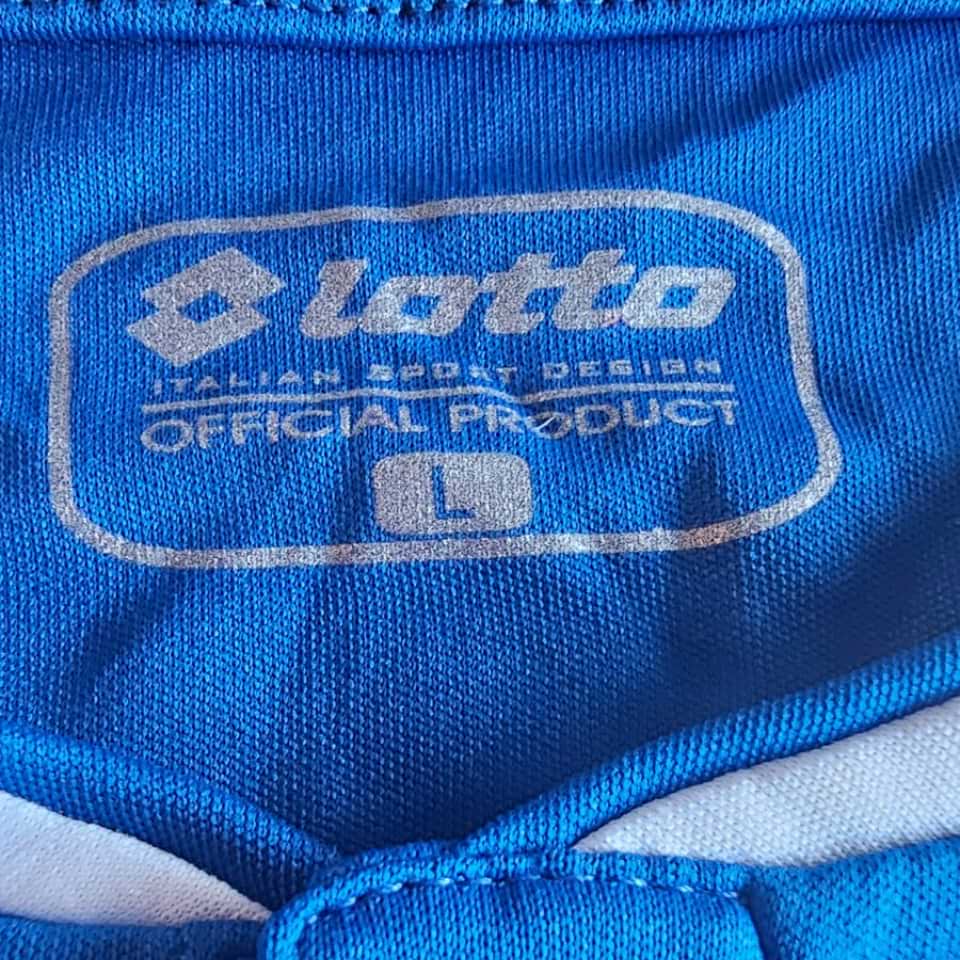 lotto
ITALIAN SPORT DESIGN
OFFICIAL PRODUCT
L